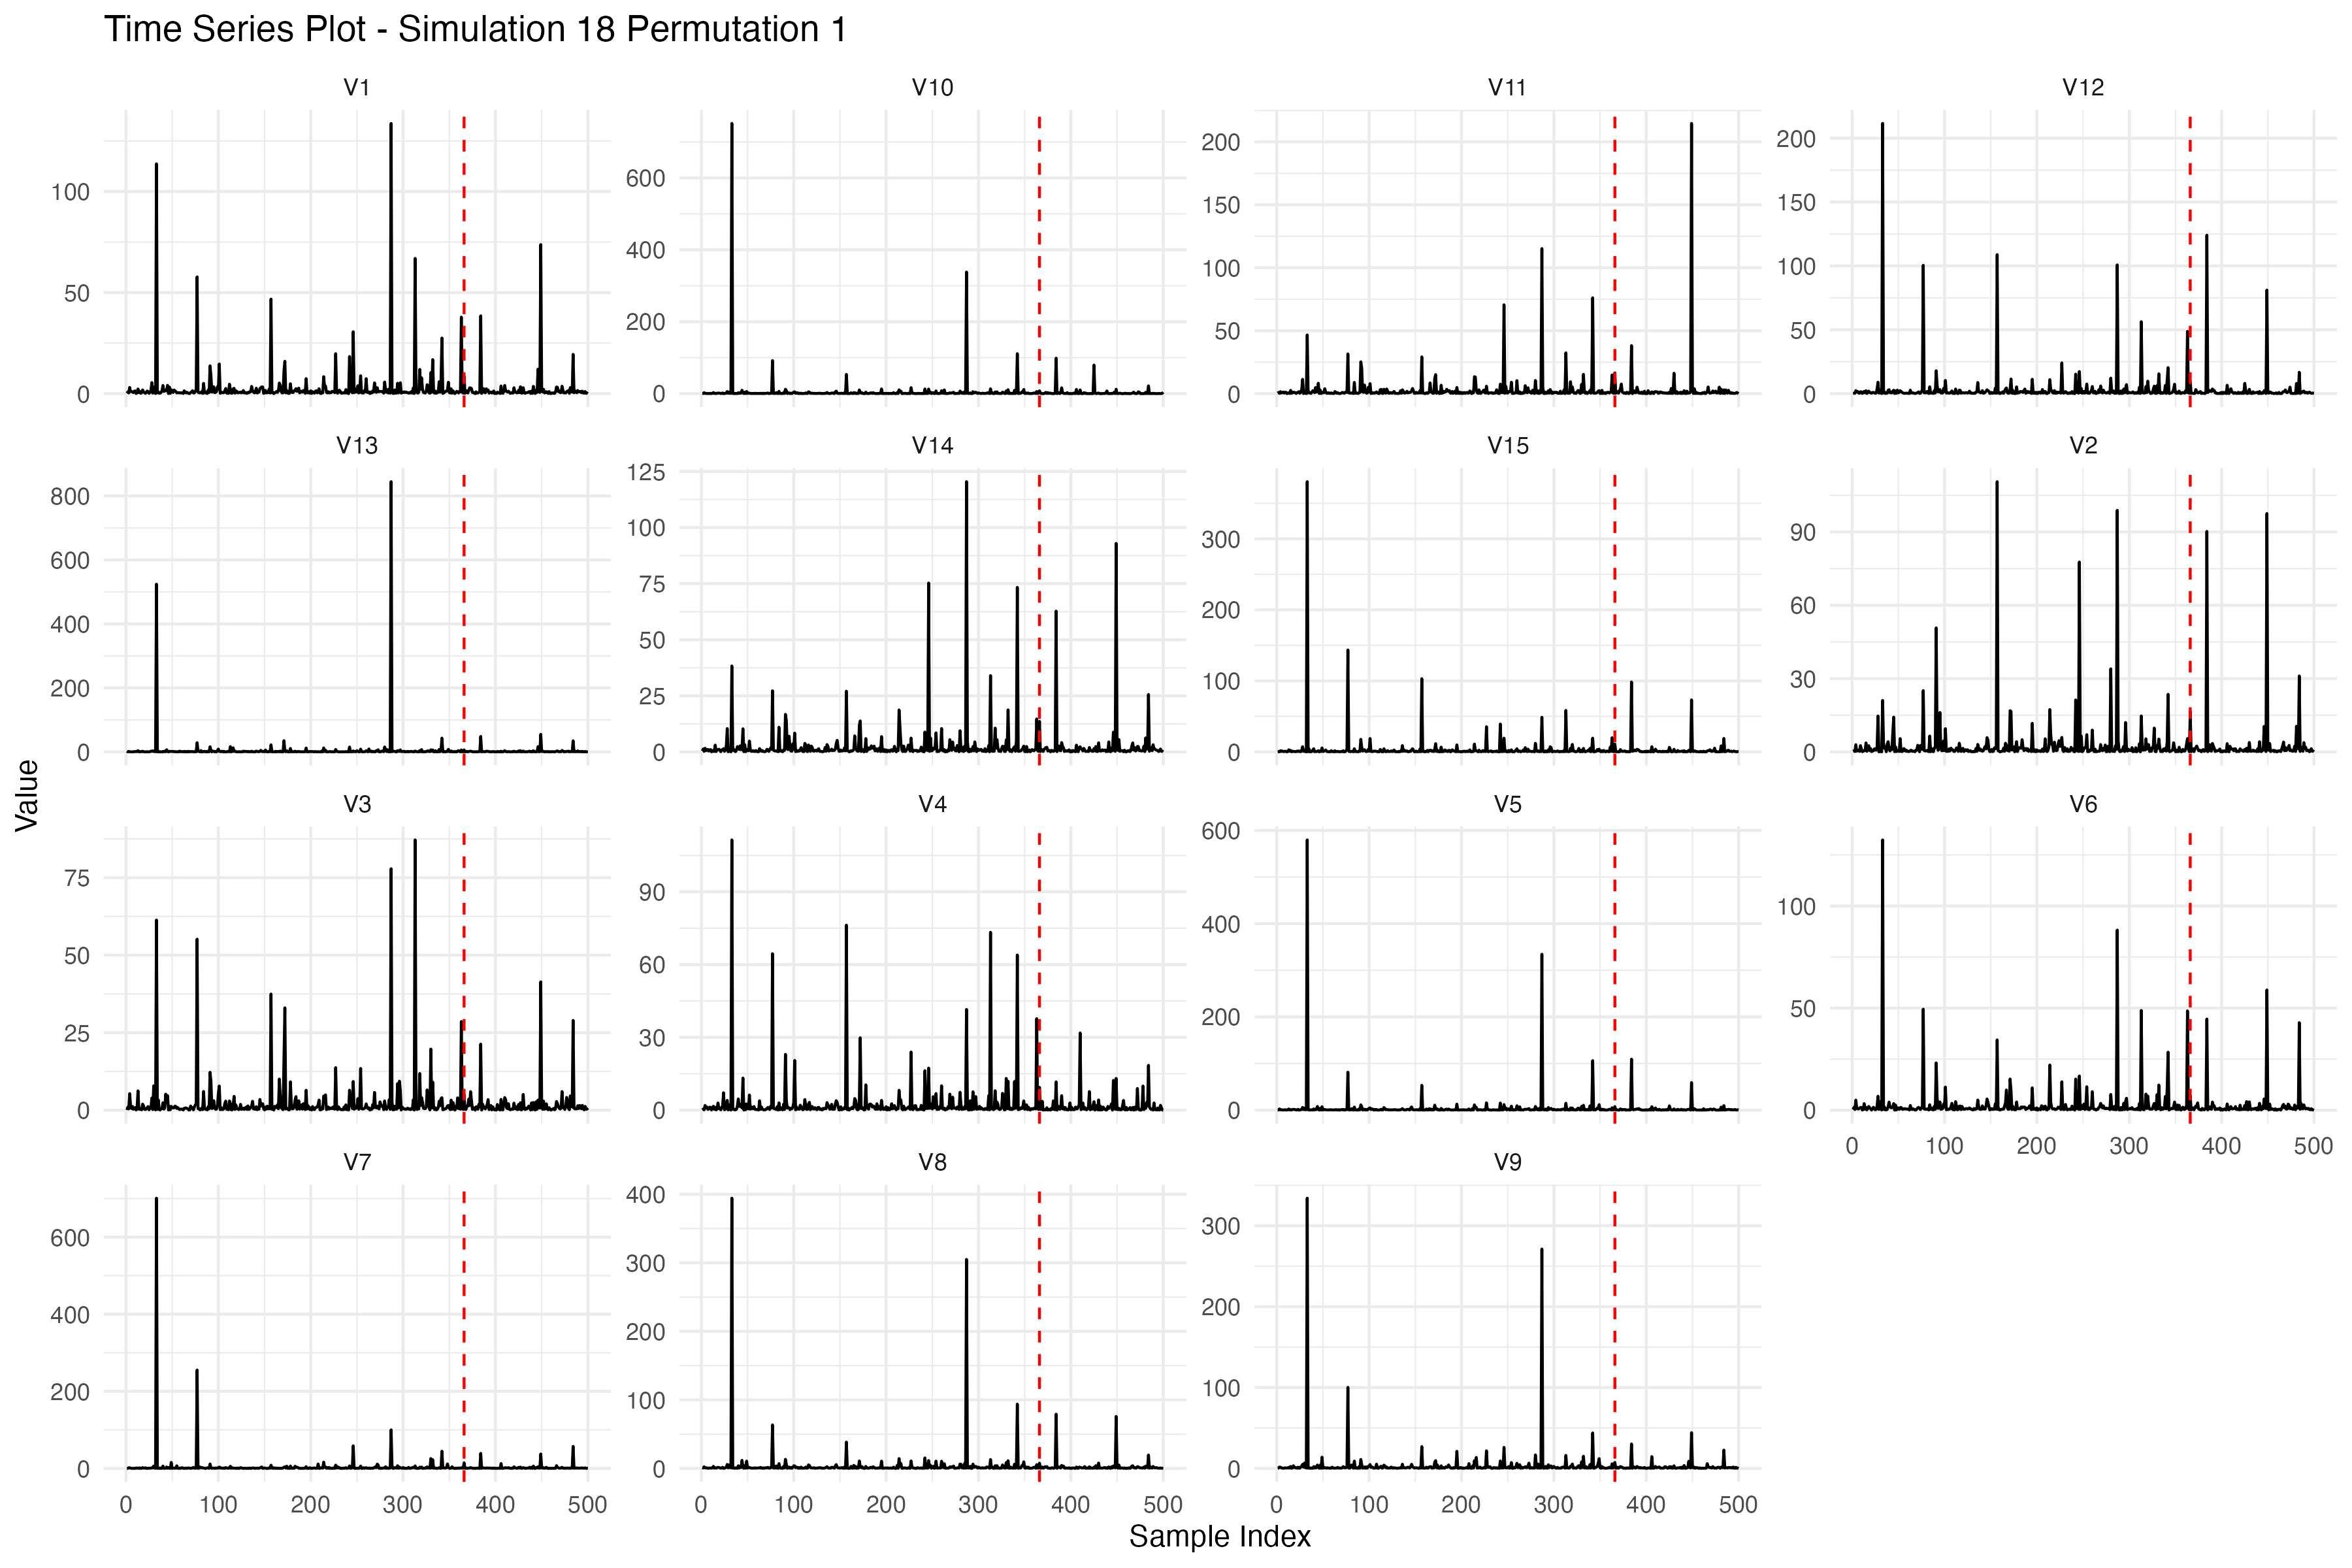 Time Series Plot - Simulation 18 Permutation 1
V1 V10 V11 V12
100 50 0
600 400 200 0
200 150 100 50 0
200 150 100 50 0
V13 V14 V15 V2
800 600 400 200 0
125 100 75 50 25 0
300 200 100 0
90 60 30 0
Value
V3 V4 V5 V6
75 50 25 0
90 60 30 0
600 400 200 0
100 50 0
0 100 200 300 400 500
V7 V8 V9
600 400 200 0
400 300 200 100 0
300 200 100 0
0 100 200 300 400 500 0 100 200 300 400 500 0 100 200 300 400 500
Sample Index